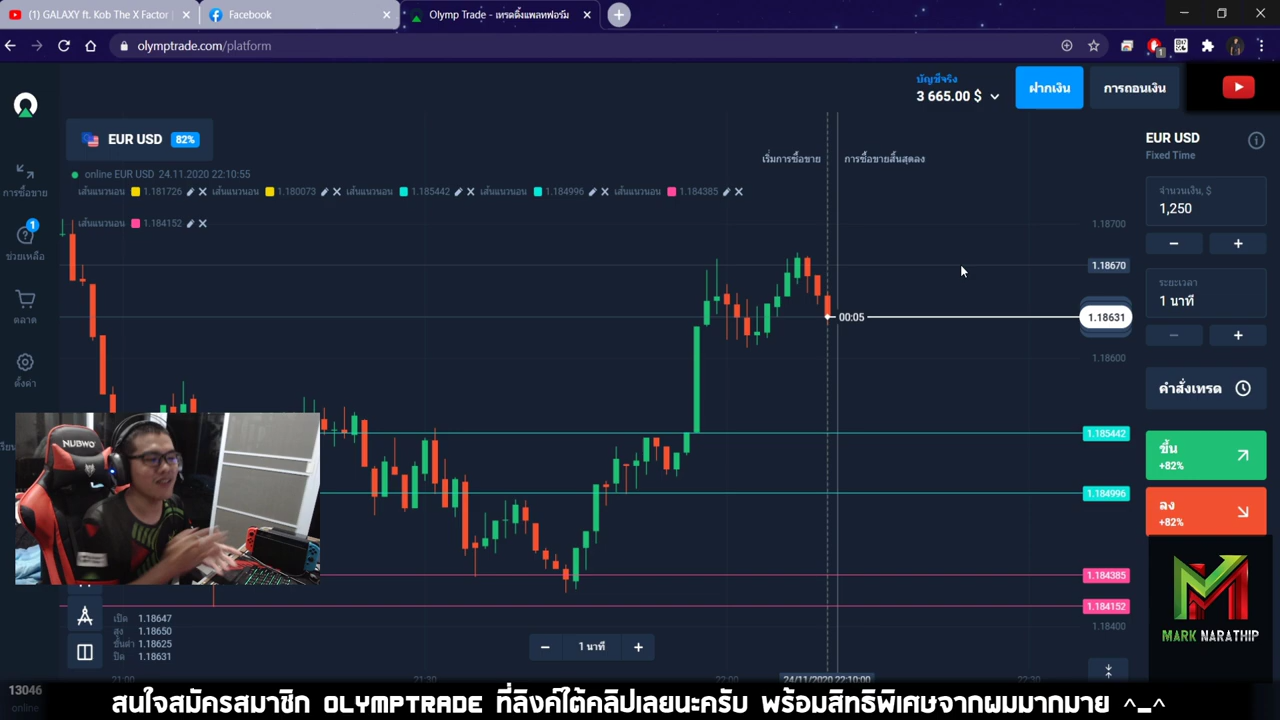 (1) GALAXY ft. Kob The X Factor |
Facebook
Olymp Trade - เทรดดิ้งแพลทฟอร์ม
olymptrade.com/platform
1
บัญชีจริง
3 665.00 $
ฝากเงิน
การถอนเงิน
EUR USD
82%
เริ่มการซื้อขาย
การซื้อขายสิ้นสุดลง
EUR USD
Fixed Time
online EUR USD 24.11.2020 22:10:55
เส้นแนวนอน 1.181726 เส้นแนวนอน 1.180073 เส้นแนวนอน 1.185442 เส้นแนวนอน 1.184996 เส้นแนวนอน 1.184385
เส้นแนวนอน 1.184152
การซื้อขาย
1
ช่วยเหลือ
ตลาด
ตั้งค่า
1.18700
1.18670
1.18631
1.18600
1.185442
1.184996
1.184385
1.184152
1.18400
00:05
จำนวนเงิน, $
1,250
ระยะเวลา
1 นาที
คำสั่งเทรด
ขึ้น
+82%
ลง
+82%
NUBWO
เปิด 1.18647
สูง 1.18650
ขั้นต่ำ 1.18625
ปิด 1.18631
1 นาที
MARK NARATHIP
21:00
21:30
22:00
24/11/2020 22:10:00
22:30
13046
online
สนใจสมัครสมาชิก OLYMPTRADE ที่ลิงค์ใต้คลิปเลยนะครับ พร้อมสิทธิพิเศษจากผมมากมาย ^_^